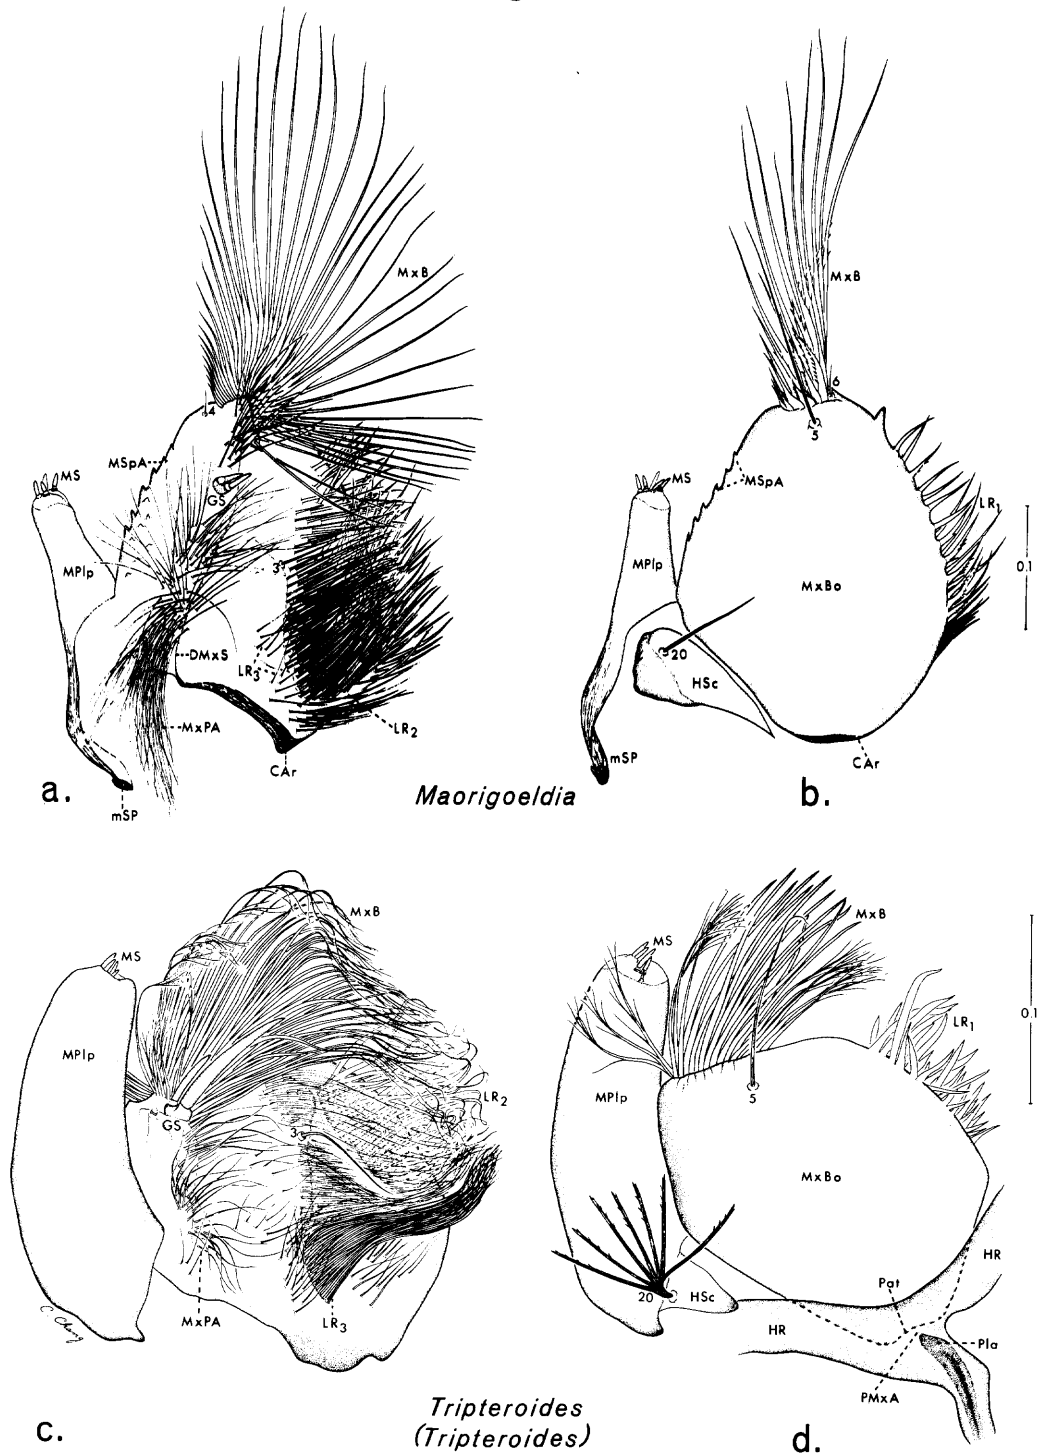 MxB
4
MSpA
MS
GS
MPlp
3
DMxS
LR3
MxPA
LR2
CAr
mSP
a.
MxB
6
5
MS
MSpA
LR1
MPlp
MxBo
0.1
20
HSc
mSP
CAr
b.
Maorigoeldia
MxB
MS
MPlp
LR2
GS
3
MxPA
LR3
C. Chang
c.
MxB
MS
LR1
0.1
MPlp
5
MxBo
HR
Pat
20
HSc
HR
Pla
PMxA
d.
Tripteroides
(Tripteroides)